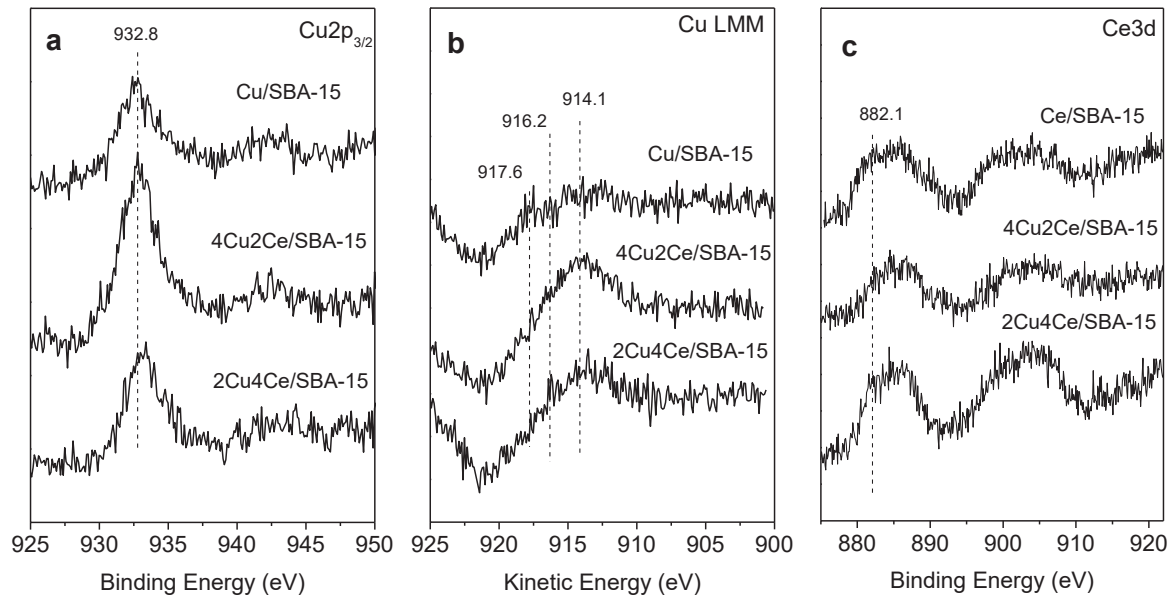 a
Cu2p3/2
932.8
Cu/SBA-15
4Cu2Ce/SBA-15
2Cu4Ce/SBA-15
925 930 935 940 945 950
Binding Energy (eV)
b
Cu LMM
914.1
916.2
917.6
Cu/SBA-15
4Cu2Ce/SBA-15
2Cu4Ce/SBA-15
925 920 915 910 905 900
Kinetic Energy (eV)
c
Ce3d
882.1
Ce/SBA-15
4Cu2Ce/SBA-15
2Cu4Ce/SBA-15
880 890 900 910 920
Binding Energy (eV)